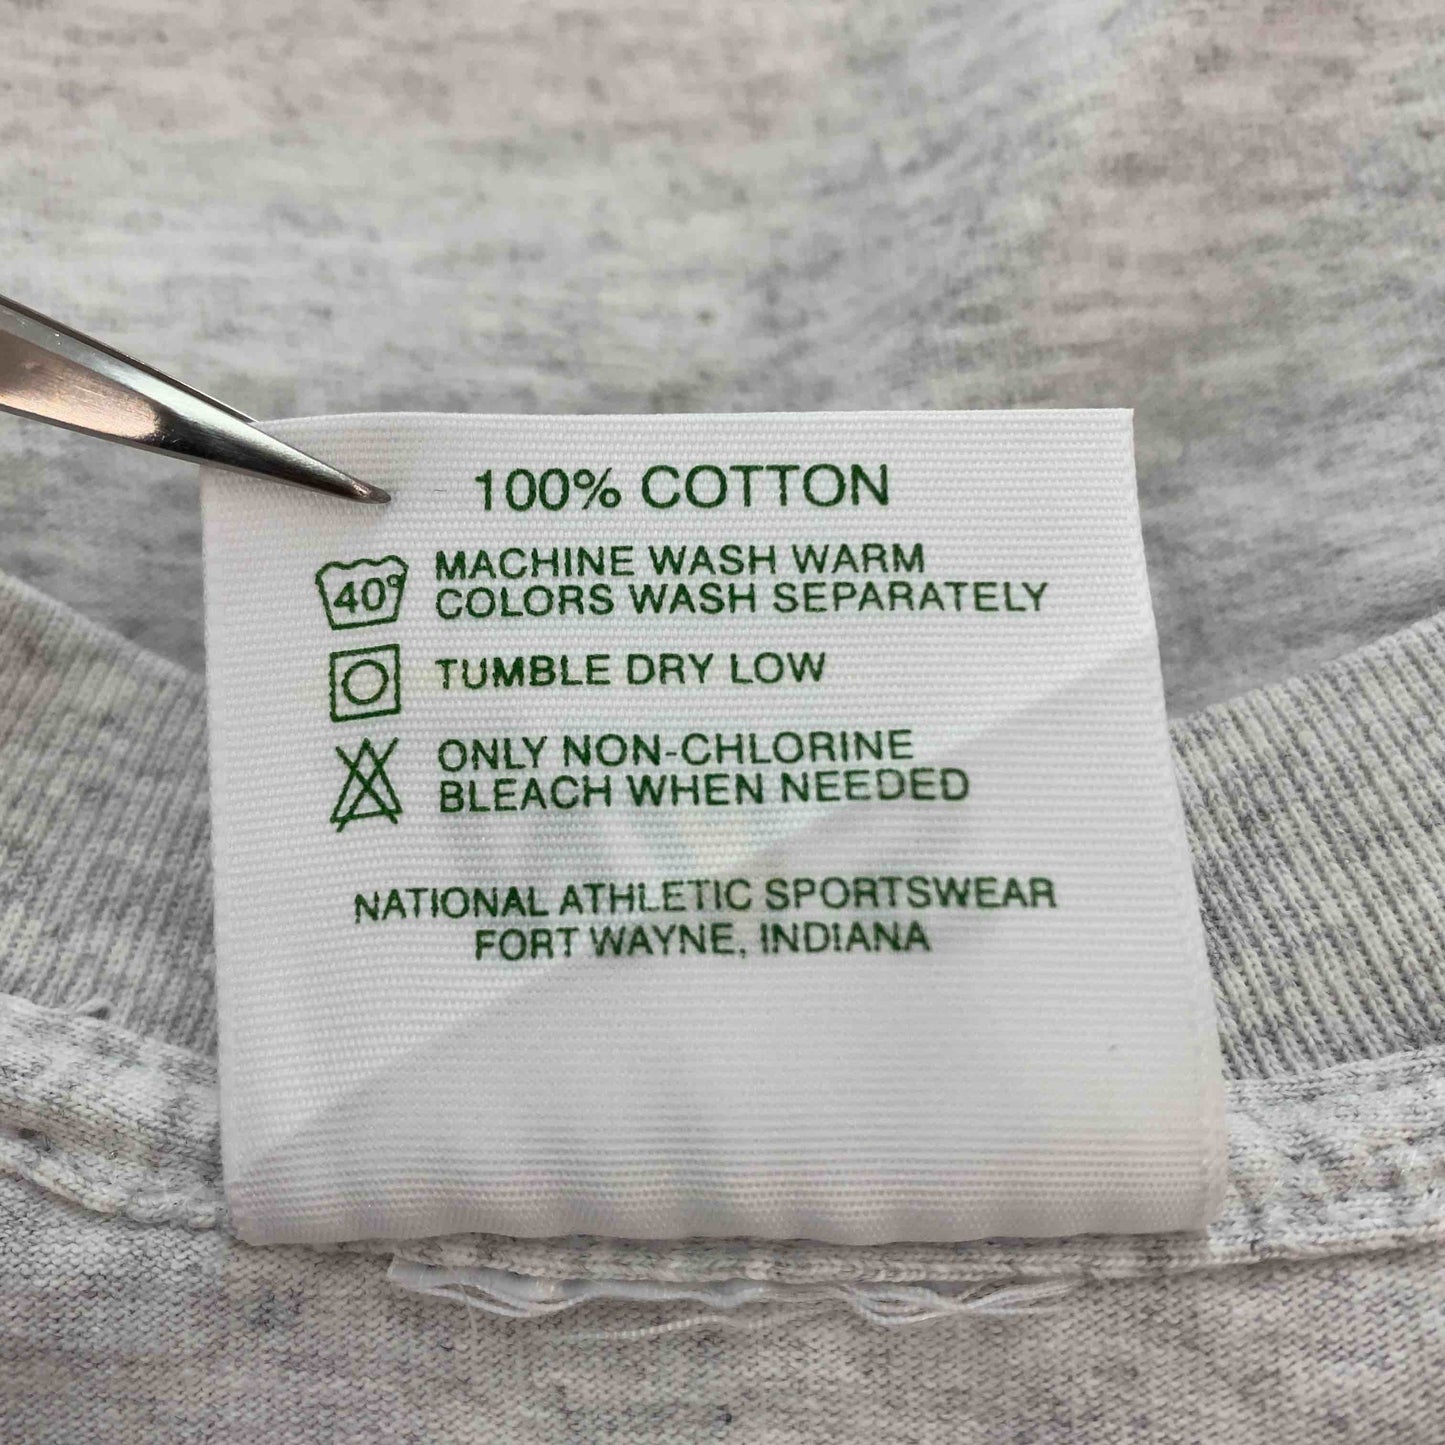 100% COTTON
40° MACHINE WASH WARM
COLORS WASH SEPARATELY
TUMBLE DRY LOW
ONLY NON-CHLORINE
BLEACH WHEN NEEDED
NATIONAL ATHLETIC SPORTSWEAR
FORT WAYNE, INDIANA